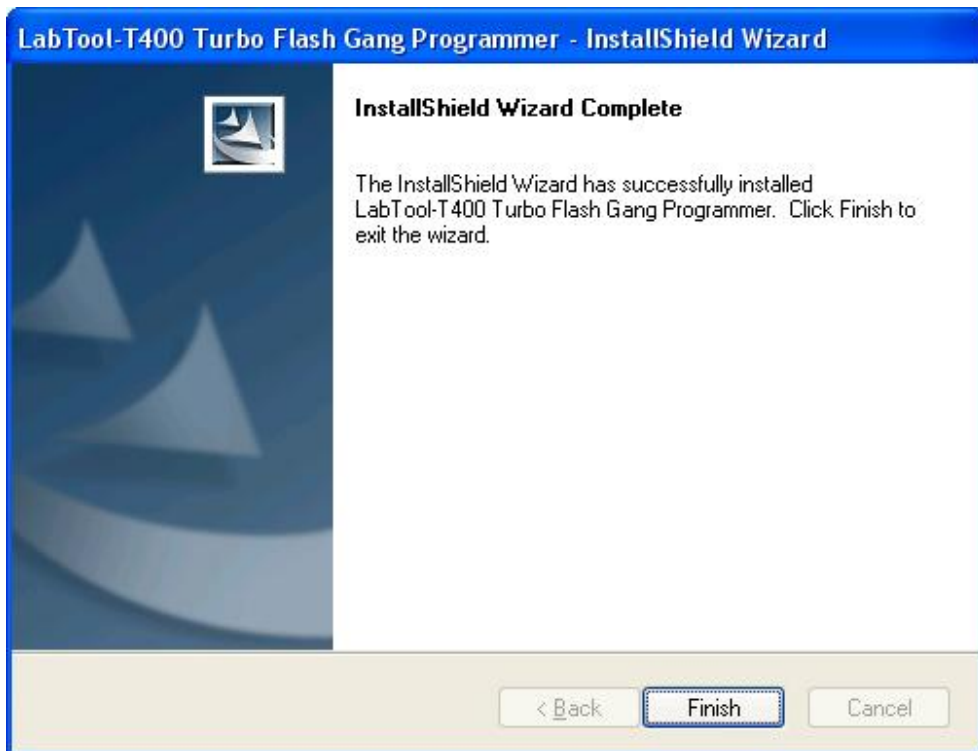 LabTool-T400 Turbo Flash Gang Programmer - InstallShield Wizard
InstallShield Wizard Complete
The InstallShield Wizard has successfully installed
LabTool-T400 Turbo Flash Gang Programmer. Click Finish to
exit the wizard.
< Back Finish Cancel